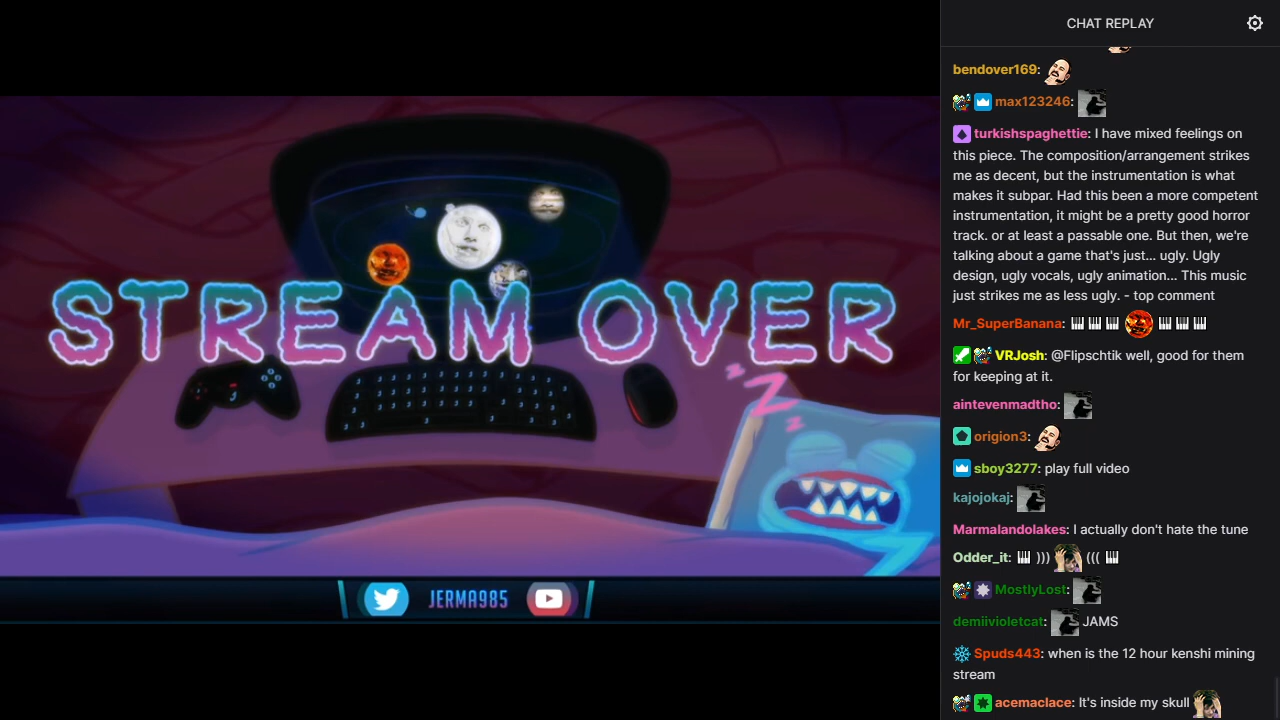 CHAT REPLAY
bendover169:
max123246:
turkishspaghettie: I have mixed feelings on
this piece. The composition/arrangement strikes
me as decent, but the instrumentation is what
makes it subpar. Had this been a more competent
instrumentation, it might be a pretty good horror
track. or at least a passable one. But then, we're
talking about a game that's just... ugly. Ugly
design, ugly vocals, ugly animation... This music
just strikes me as less ugly. - top comment
Mr_SuperBanana:
VRJosh: @Flipschtik well, good for them
for keeping at it.
aintevenmadtho:
origion3:
sboy3277: play full video
kajojokaj:
Marmalandolakes: I actually don't hate the tune
Odder_it: ))) (((
MostlyLost:
demiivioletcat: JAMS
Spuds443: when is the 12 hour kenshi mining
stream
acemaclace: It's inside my skull
STREAM OVER
z
Z
z
JERMA985